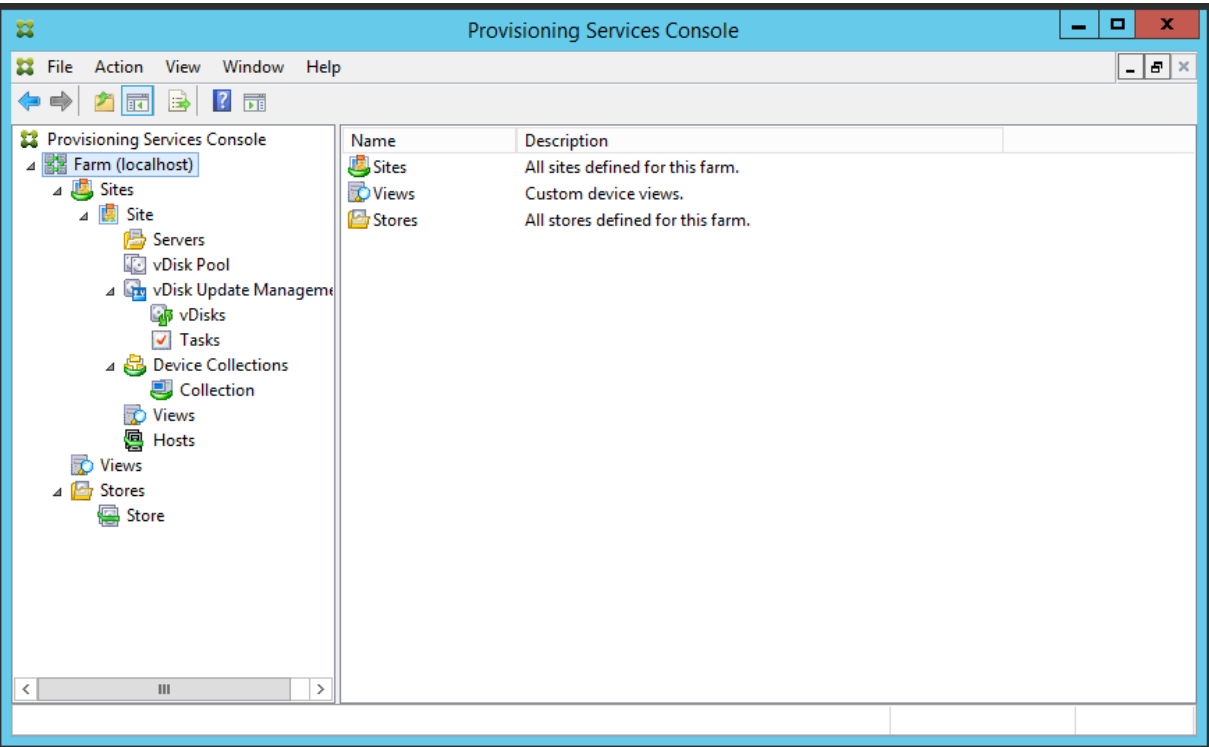 Provisioning Services Console
File Action View Window Help
Provisioning Services Console
Farm (localhost)
Sites
Site
Servers
vDisk Pool
vDisk Update Manageme
vDisks
Tasks
Device Collections
Collection
Views
Hosts
Views
Stores
Store
Name Description
Sites All sites defined for this farm.
Views Custom device views.
Stores All stores defined for this farm.